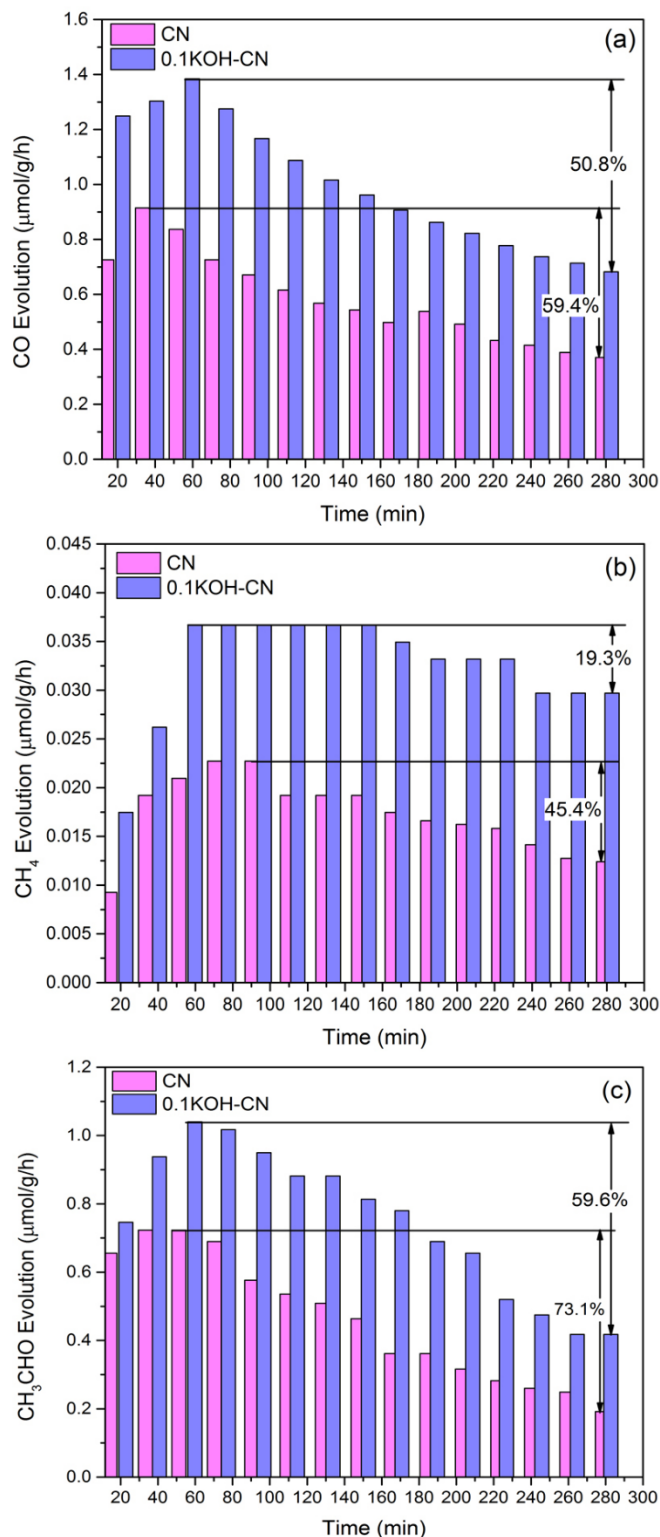 CN
0.1KOH-CN
(a)
1.6
1.4
1.2
1.0
0.8
0.6
0.4
0.2
0.0
CO Evolution (μmol/g/h)
50.8%
59.4%
20 40 60 80 100 120 140 160 180 200 220 240 260 280 300
Time (min)
CN
0.1KOH-CN
(b)
0.045
0.040
0.035
0.030
0.025
0.020
0.015
0.010
0.005
0.000
CH₄ Evolution (μmol/g/h)
19.3%
45.4%
20 40 60 80 100 120 140 160 180 200 220 240 260 280 300
Time (min)
CN
0.1KOH-CN
(c)
1.2
1.0
0.8
0.6
0.4
0.2
0.0
CH₃CHO Evolution (μmol/g/h)
59.6%
73.1%
20 40 60 80 100 120 140 160 180 200 220 240 260 280 300
Time (min)